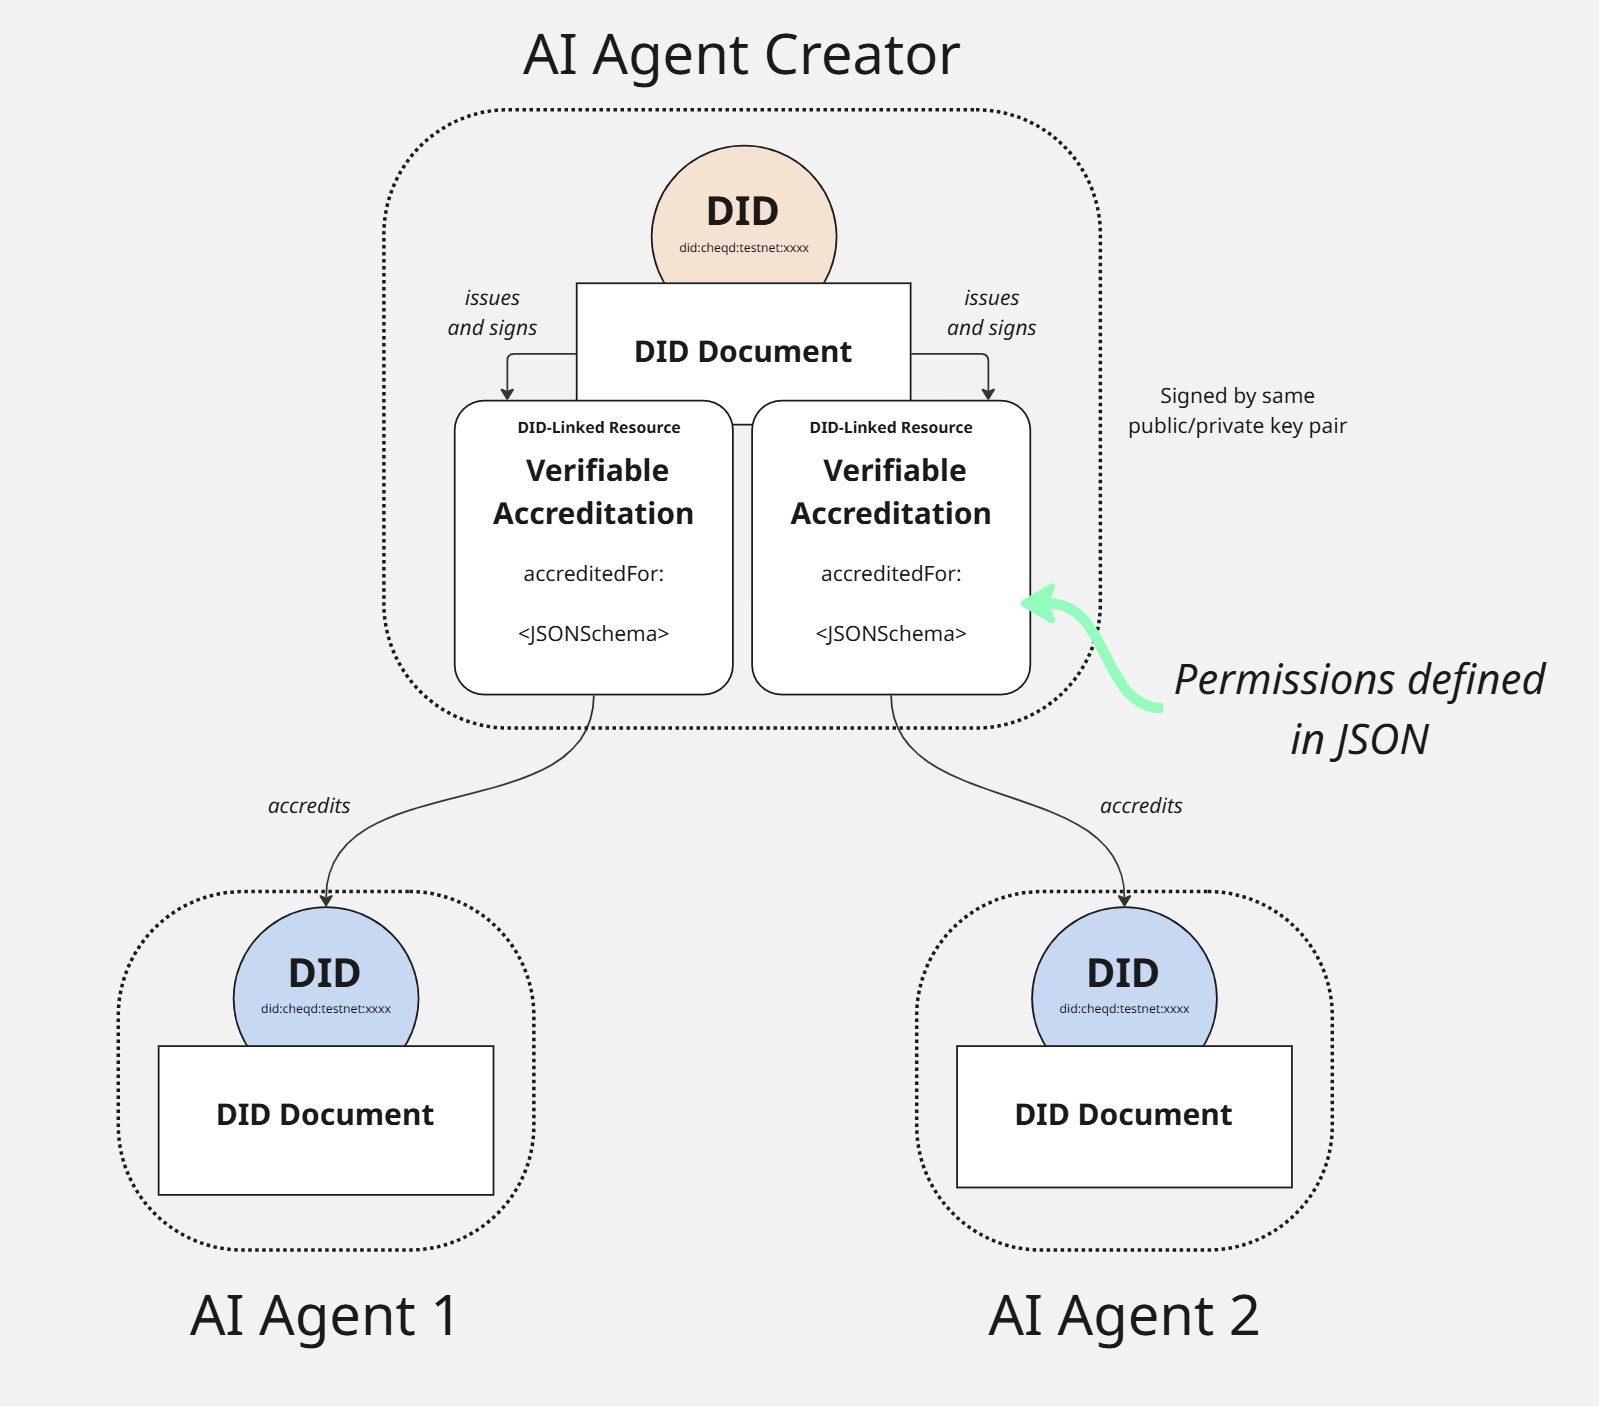 AI Agent Creator
DID
did:cheqd:testnet:xxxx
issues
and signs
issues
and signs
DID Document
Signed by same
public/private key pair
DID-Linked Resource
Verifiable
Accreditation
accreditedFor:
<JSONSchema>
DID-Linked Resource
Verifiable
Accreditation
accreditedFor:
<JSONSchema>
Permissions defined
in JSON
accredits
accredits
DID
did:cheqd:testnet:xxxx
DID Document
AI Agent 1
DID
did:cheqd:testnet:xxxx
DID Document
AI Agent 2